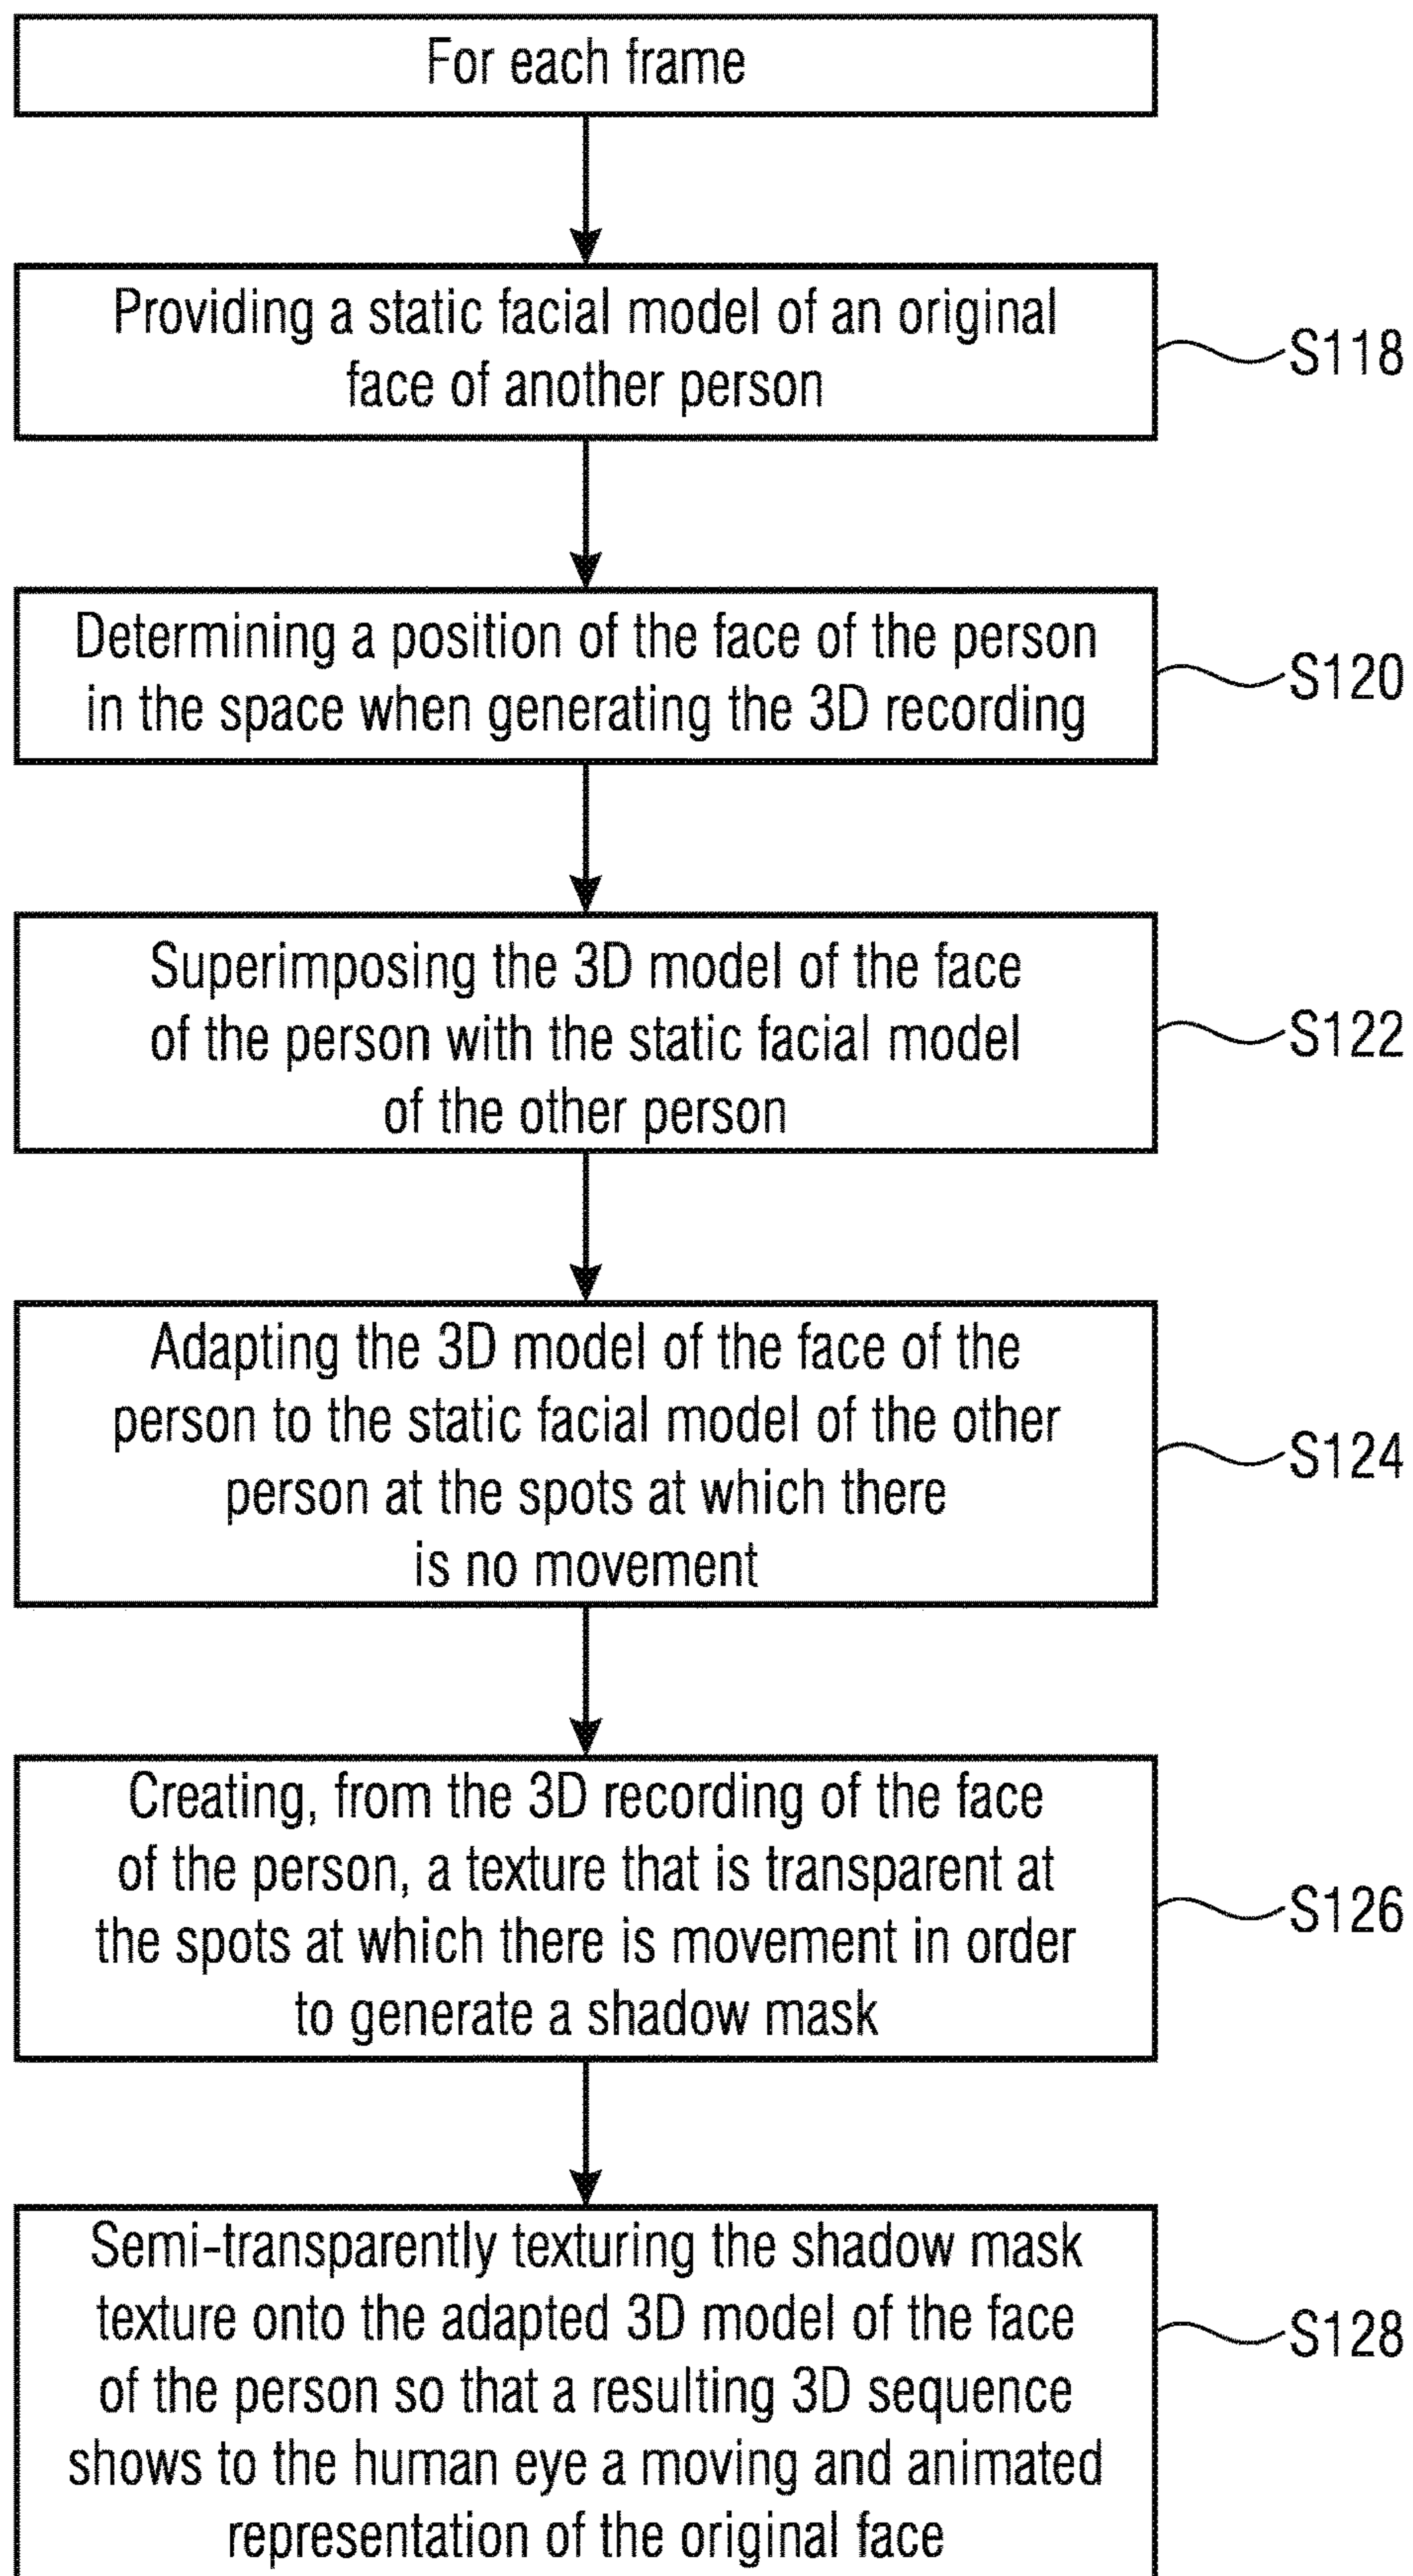 For each frame
Providing a static facial model of an original
face of another person
S118
Determining a position of the face of the person
in the space when generating the 3D recording
S120
Superimposing the 3D model of the face
of the person with the static facial model
of the other person
S122
Adapting the 3D model of the face of the
person to the static facial model of the other
person at the spots at which there
is no movement
S124
Creating, from the 3D recording of the face
of the person, a texture that is transparent at
the spots at which there is movement in order
to generate a shadow mask
S126
Semi-transparently texturing the shadow mask
texture onto the adapted 3D model of the face
of the person so that a resulting 3D sequence
shows to the human eye a moving and animated
representation of the original face
S128